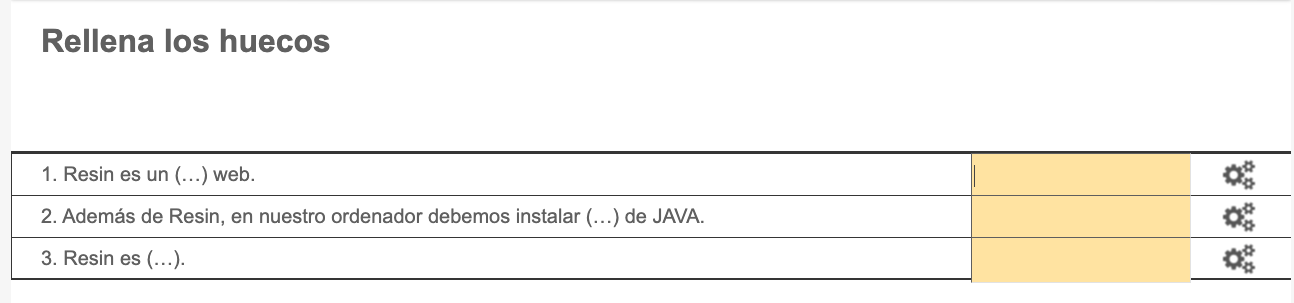 Rellena los huecos
1. Resin es un (…) web.
2. Además de Resin, en nuestro ordenador debemos instalar (…) de JAVA.
3. Resin es (…).